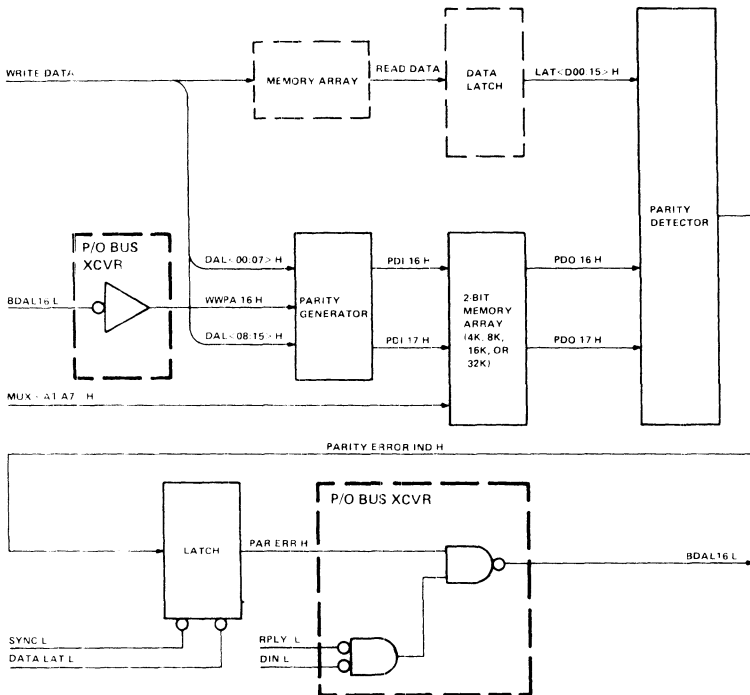 WRITE DATA
MEMORY ARRAY
READ DATA
DATA
LATCH
LAT<D00:15> H
PARITY
DETECTOR
P/O BUS
XCVR
BDAL16 L
DAL<00:07> H
WWPA 16 H
DAL<08:15> H
PARITY
GENERATOR
PDI 16 H
PDI 17 H
2-BIT
MEMORY
ARRAY
(4K, 8K,
16K, OR
32K)
PDO 16 H
PDO 17 H
MUX A1 A7 H
PARITY ERROR IND H
P/O BUS XCVR
LATCH
PAR ERR H
BDAL16 L
SYNC L
DATA LAT L
RPLY L
DIN L